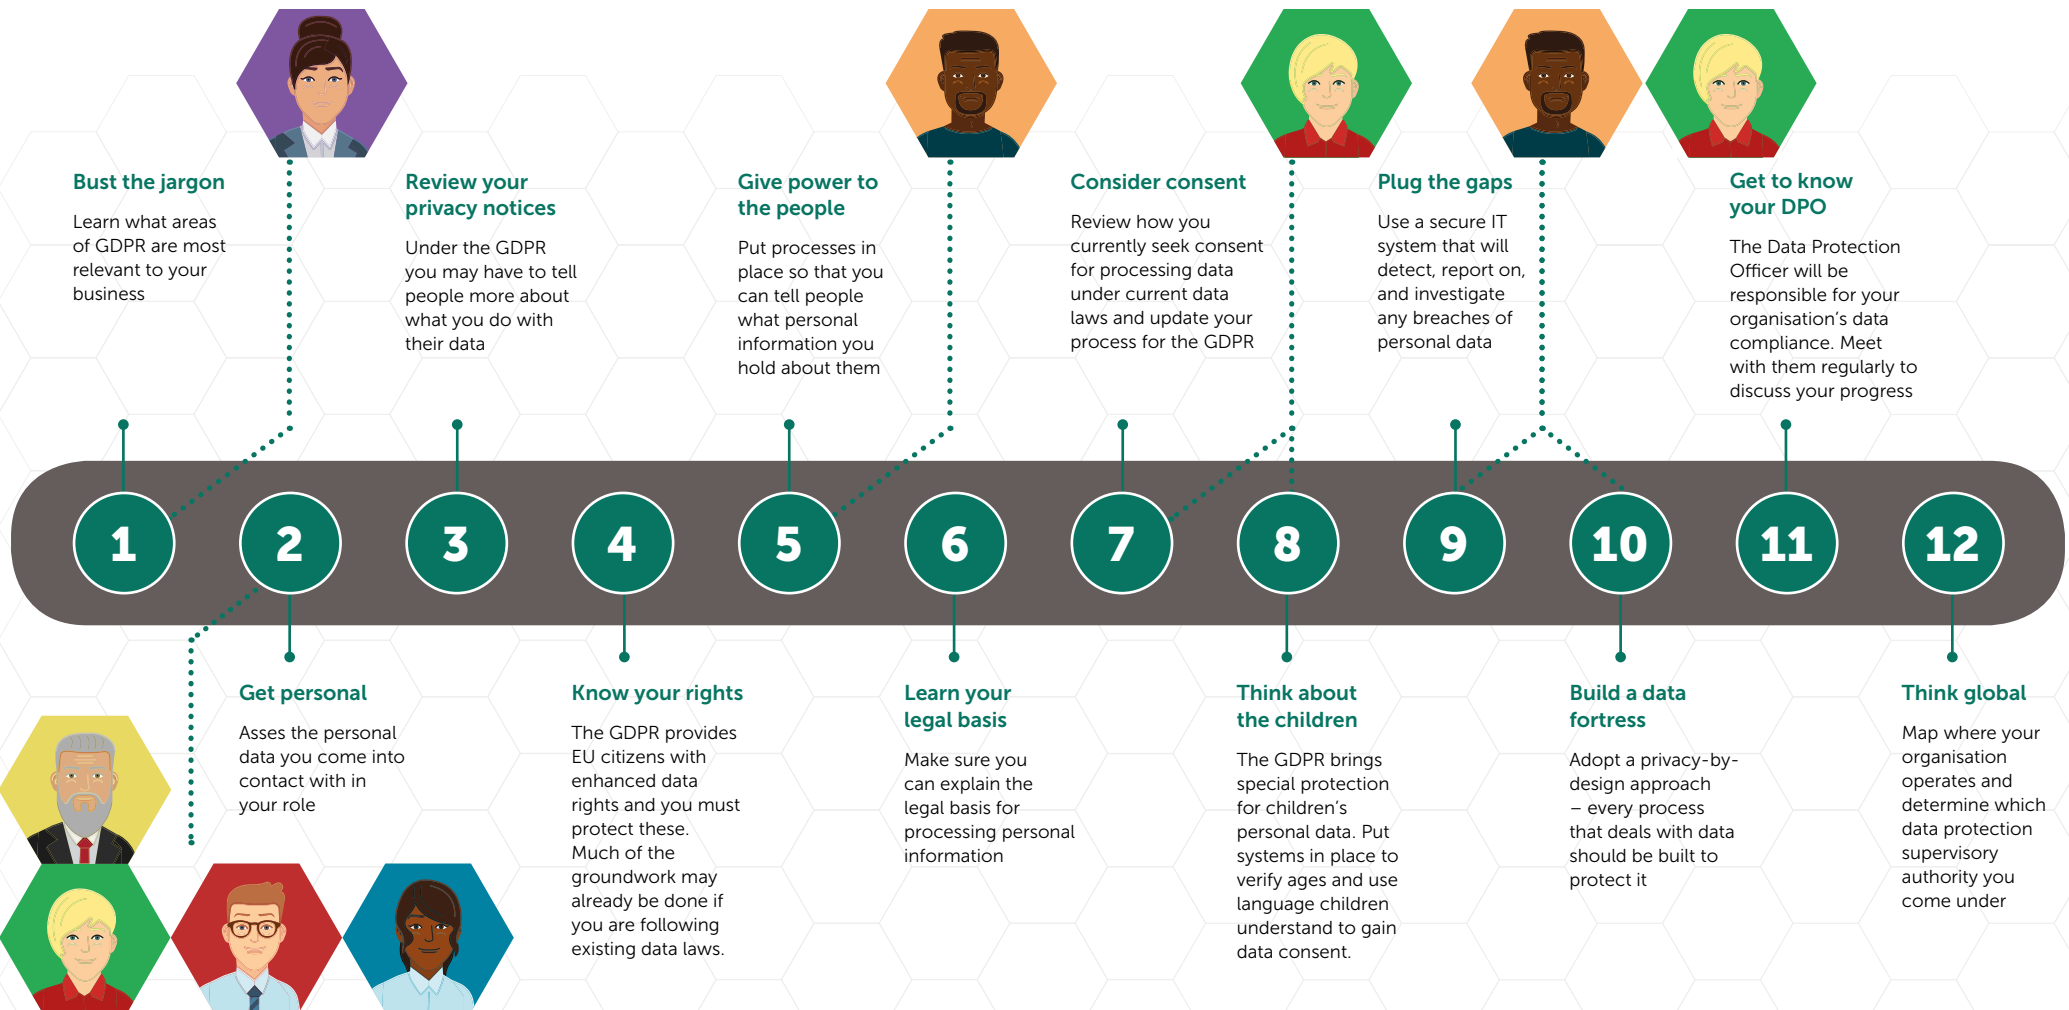 Bust the jargon
Learn what areas
of GDPR are most
relevant to your
business
Review your
privacy notices
Under the GDPR
you may have to tell
people more about
what you do with
their data
Give power to
the people
Put processes in
place so that you
can tell people
what personal
information you
hold about them
Consider consent
Review how you
currently seek consent
for processing data
under current data
laws and update your
process for the GDPR
Plug the gaps
Use a secure IT
system that will
detect, report on,
and investigate
any breaches of
personal data
Get to know
your DPO
The Data Protection
Officer will be
responsible for your
organisation’s data
compliance. Meet
with them regularly to
discuss your progress
1
2
3
4
5
6
7
8
9
10
11
12
Get personal
Asses the personal
data you come into
contact with in
your role
Know your rights
The GDPR provides
EU citizens with
enhanced data
rights and you must
protect these.
Much of the
groundwork may
already be done if
you are following
existing data laws.
Learn your
legal basis
Make sure you
can explain the
legal basis for
processing personal
information
Think about
the children
The GDPR brings
special protection
for children’s
personal data. Put
systems in place to
verify ages and use
language children
understand to gain
data consent.
Build a data
fortress
Adopt a privacy-by-
design approach
– every process
that deals with data
should be built to
protect it
Think global
Map where your
organisation
operates and
determine which
data protection
supervisory
authority you
come under